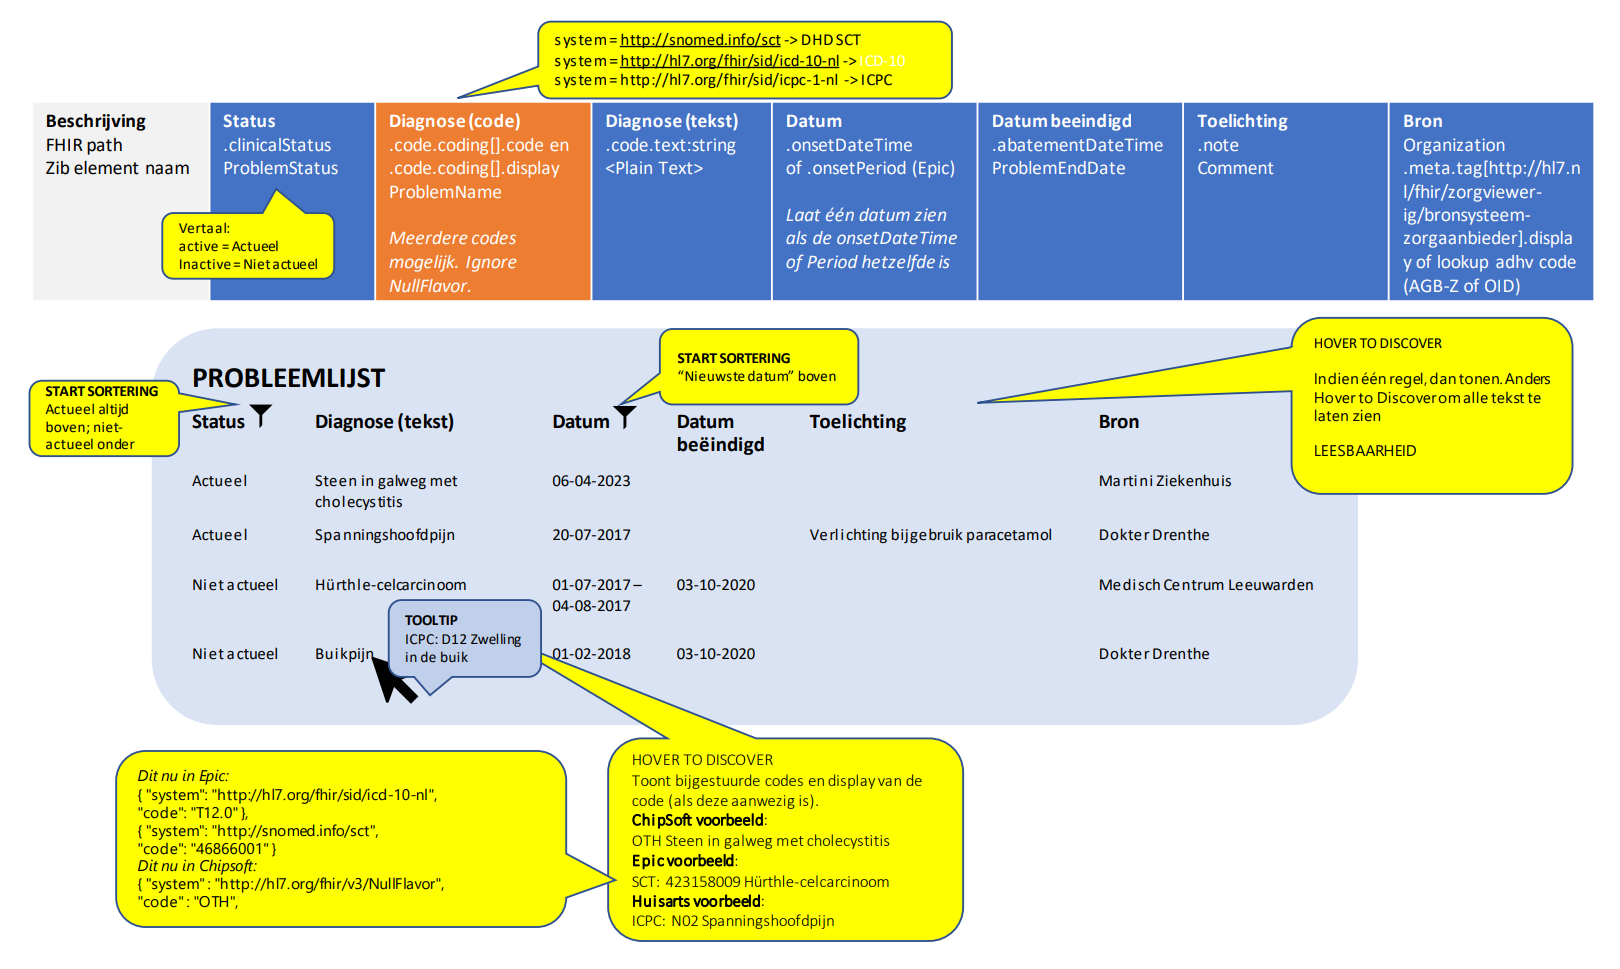 system = http://snomed.info/sct -> DHD SCT
system = http://hl7.org/fhir/sid/icd-10-nl -> ICD-10
system = http://hl7.org/fhir/sid/icpc-1-nl -> ICPC
Beschrijving
FHIR path
Zib element naam
Status
.clinicalStatus
ProblemStatus
Vertaal:
active = Actueel
Inactive = Niet actueel
Diagnose (code)
.code.coding[].code en
.code.coding[].display
ProblemName
Meerdere codes
mogelijk. Ignore
NullFlavor.
Diagnose (tekst)
.code.text:string
<Plain Text>
Datum
.onsetDateTime
of .onsetPeriod (Epic)
Laat één datum zien
als de onsetDateTime
of Period hetzelfde is
Datum beeindigd
.abatementDateTime
ProblemEndDate
Toelichting
.note
Comment
Bron
Organization
.meta.tag[http://hl7.n
l/fhir/zorgviewer-
ig/bronsysteem-
zorgaanbieder].displa
y of lookup adhv code
(AGB-Z of OID)
START SORTERING
Actueel altijd
boven; niet-
actueel onder
START SORTERING
“Nieuwste datum” boven
HOVER TO DISCOVER
Indien één regel, dan tonen. Anders
Hover to Discover om alle tekst te
laten zien
LEESBAARHEID
PROBLEEMLIJST
Status Diagnose (tekst) Datum Datum Toelichting Bron
beëindigd
Actueel Steen in galweg met 06-04-2023 Martini Ziekenhuis
cholecystitis
Actueel Spanningshoofdpijn 20-07-2017 Verlichting bij gebruik paracetamol Dokter Drenthe
Niet actueel Hürthle-celcarcinoom 01-07-2017 – 03-10-2020 Medisch Centrum Leeuwarden
04-08-2017
Niet actueel Buikpijn 01-02-2018 03-10-2020 Dokter Drenthe
TOOLTIP
ICPC: D12 Zwelling
in de buik
Dit nu in Epic:
{ "system": "http://hl7.org/fhir/sid/icd-10-nl",
"code": "T12.0" },
{ "system": "http://snomed.info/sct",
"code": "46866001" }
Dit nu in Chipsoft:
{ "system" : "http://hl7.org/fhir/v3/NullFlavor",
"code" : "OTH",
HOVER TO DISCOVER
Toont bijgestuurde codes en display van de
code (als deze aanwezig is).
ChipSoft voorbeeld:
OTH Steen in galweg met cholecystitis
Epic voorbeeld:
SCT: 423158009 Hürthle-celcarcinoom
Huisarts voorbeeld:
ICPC: N02 Spanningshoofdpijn